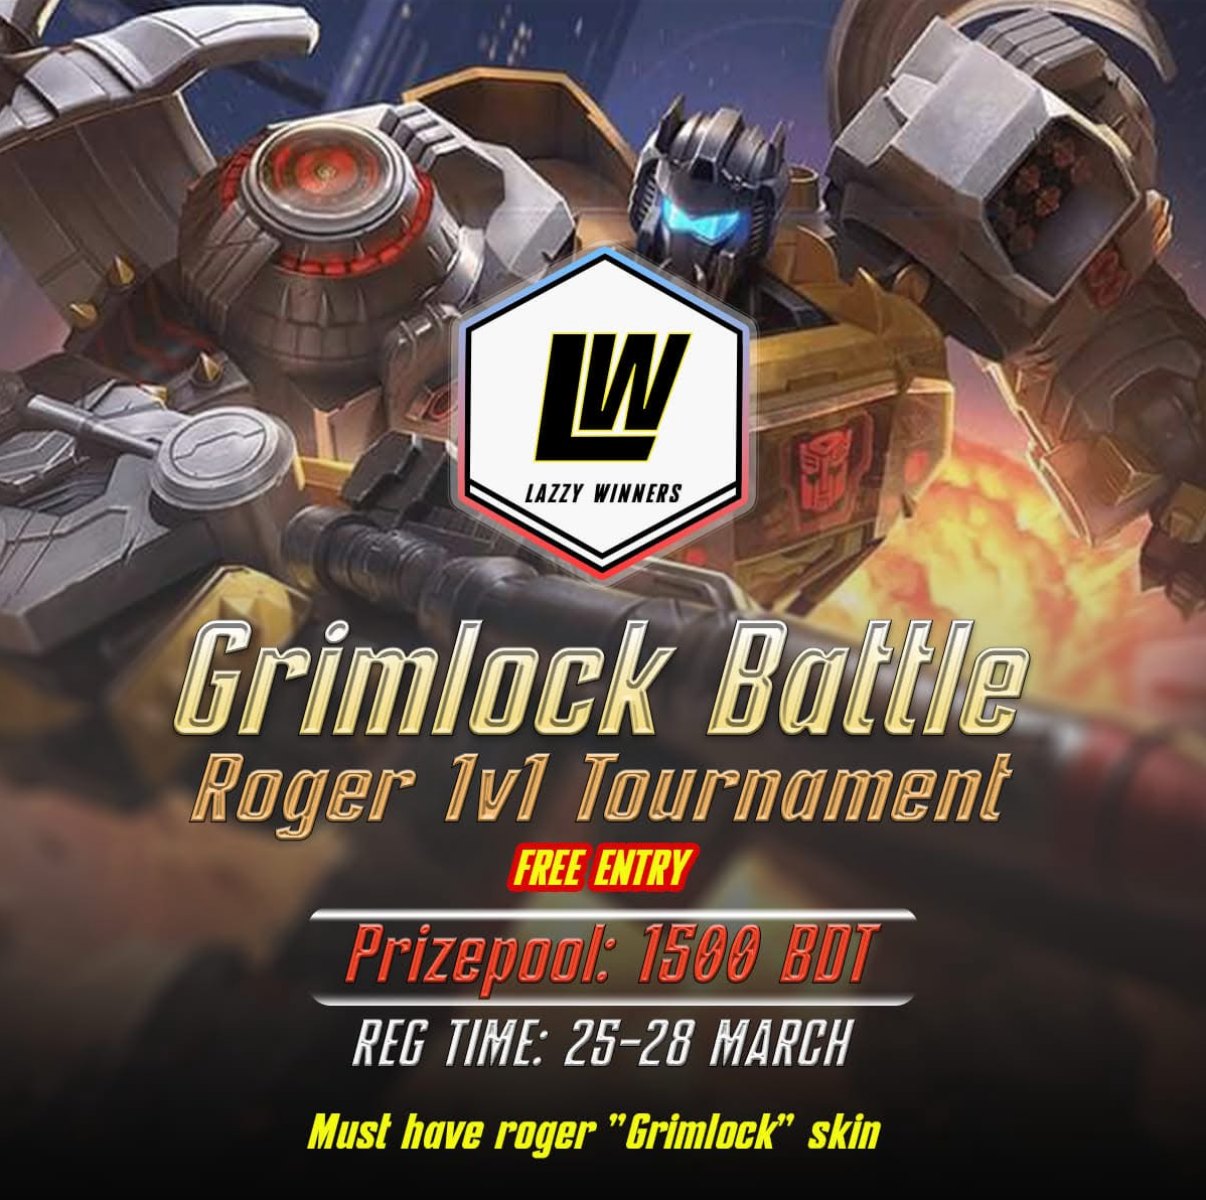 LW
LAZZY WINNERS
Grimlock Battle
Roger 1v1 Tournament
FREE ENTRY
Prizepool: 1500 BDT
REG TIME: 25-28 MARCH
Must have roger "Grimlock" skin